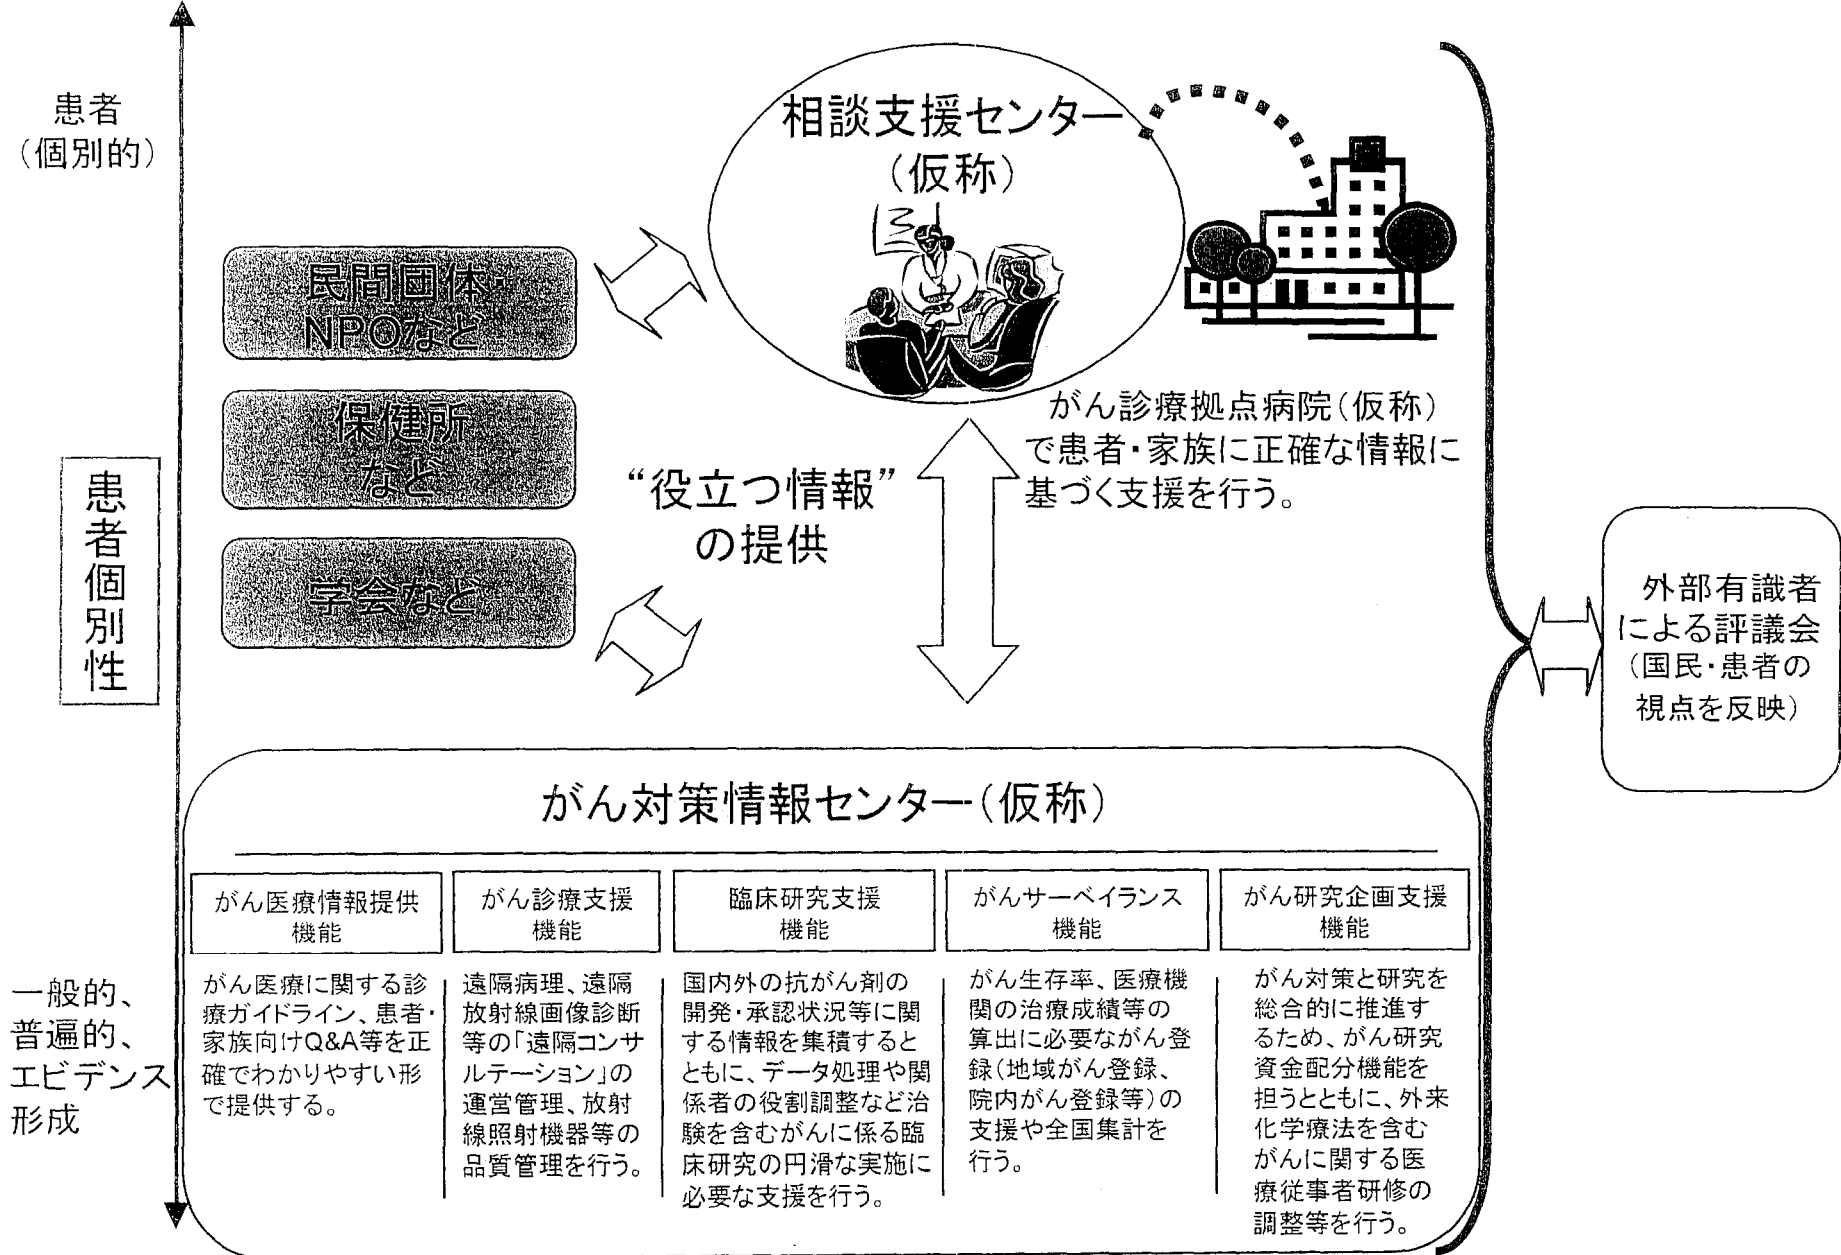 患者
（個別的）
相談支援センター
（仮称）
民間団体・
NPOなど
保健所
など
学会など
患者個別性
“役立つ情報”
の提供
がん診療拠点病院（仮称）
で患者・家族に正確な情報に
基づく支援を行う。
外部有識者
による評議会
（国民・患者の
視点を反映）
がん対策情報センター（仮称）
一般的、
普遍的、
エビデンス
形成
がん医療情報提供
機能
がん医療に関する診
療ガイドライン、患者・
家族向けQ&A等を正
確でわかりやすい形
で提供する。
がん診療支援
機能
遠隔病理、遠隔
放射線画像診断
等の「遠隔コンサ
ルテーション」の
運営管理、放射
線照射機器等の
品質管理を行う。
臨床研究支援
機能
国内外の抗がん剤の
開発・承認状況等に関
する情報を集積すると
ともに、データ処理や関
係者の役割調整など治
験を含むがんに係る臨
床研究の円滑な実施に
必要な支援を行う。
がんサーベイランス
機能
がん生存率、医療機
関の治療成績等の
算出に必要ながん登
録（地域がん登録、
院内がん登録等）の
支援や全国集計を
行う。
がん研究企画支援
機能
がん対策と研究を
総合的に推進す
るため、がん研究
資金配分機能を
担うとともに、外来
化学療法を含む
がんに関する医
療従事者研修の
調整等を行う。